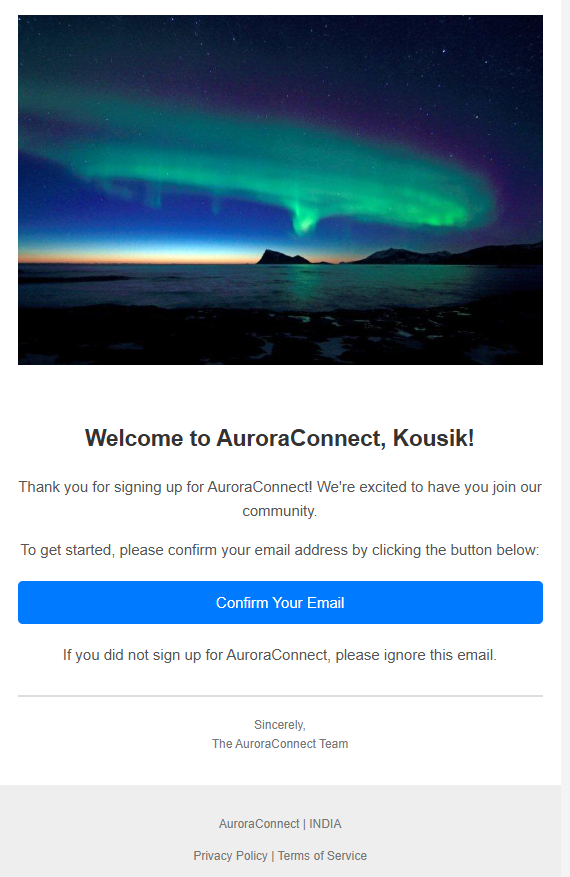 Welcome to AuroraConnect, Kousik!
Thank you for signing up for AuroraConnect! We're excited to have you join our
community.
To get started, please confirm your email address by clicking the button below:
Confirm Your Email
If you did not sign up for AuroraConnect, please ignore this email.
Sincerely,
The AuroraConnect Team
AuroraConnect | INDIA
Privacy Policy | Terms of Service